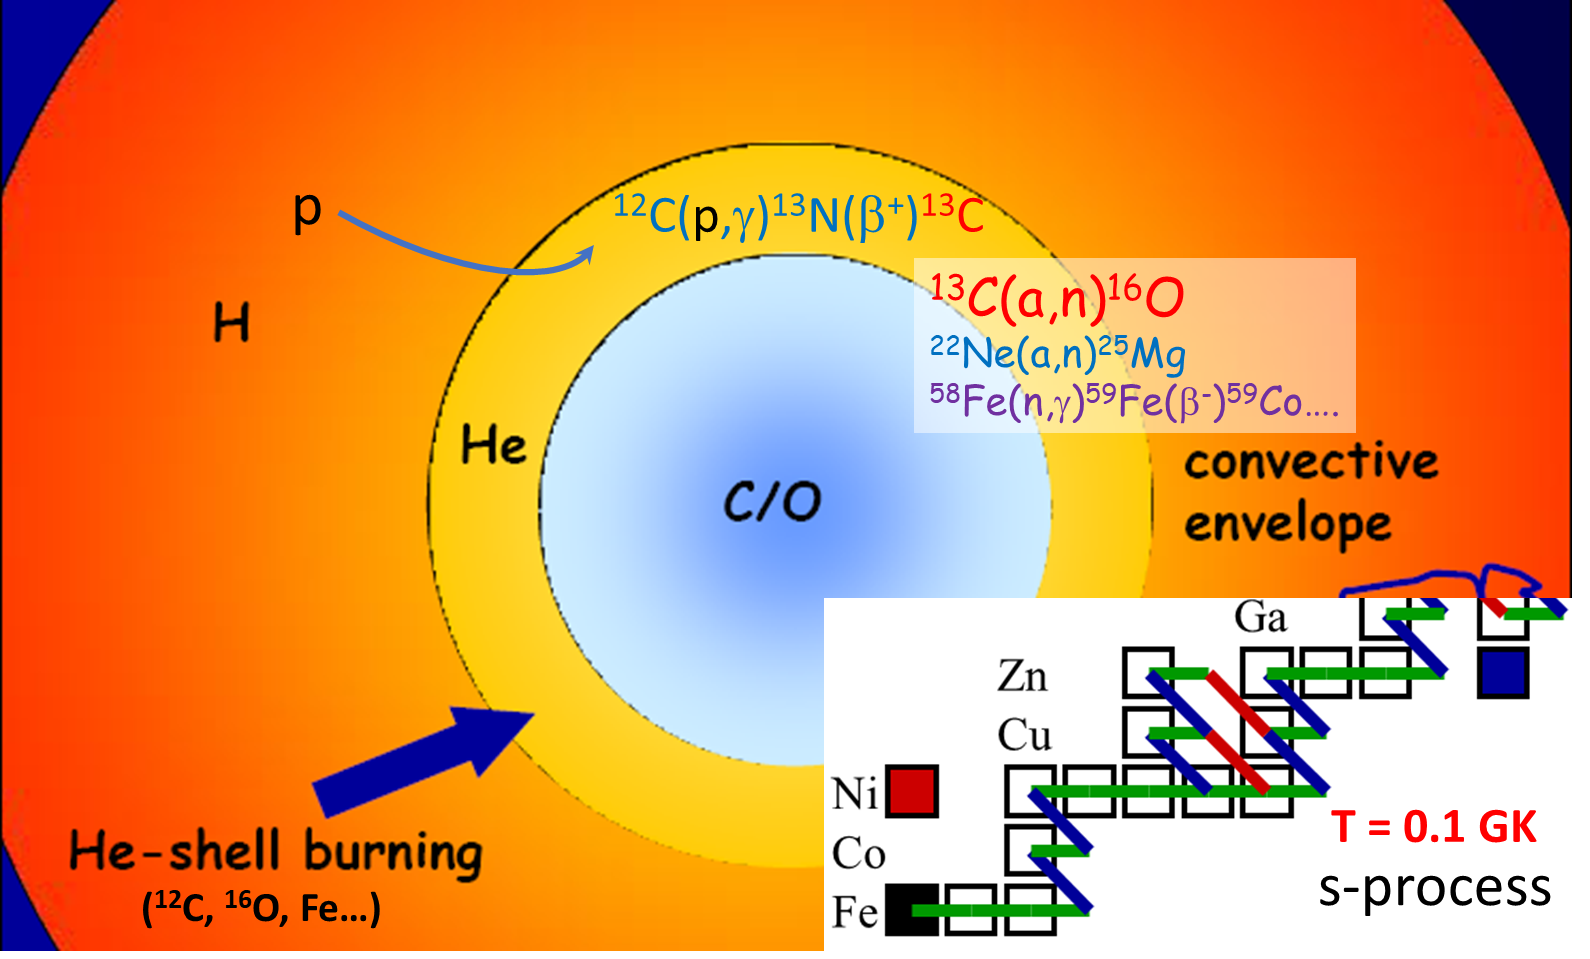 p
¹²C(p,γ)¹³N(β⁺)¹³C
¹³C(a,n)¹⁶O
²²Ne(a,n)²⁵Mg
⁵⁸Fe(n,γ)⁵⁹Fe(β⁻)⁵⁹Co....
H
He
C/O
convective
envelope
He-shell burning
(¹²C, ¹⁶O, Fe...)
Ga
Zn
Cu
Ni
Co
Fe
T = 0.1 GK
s-process